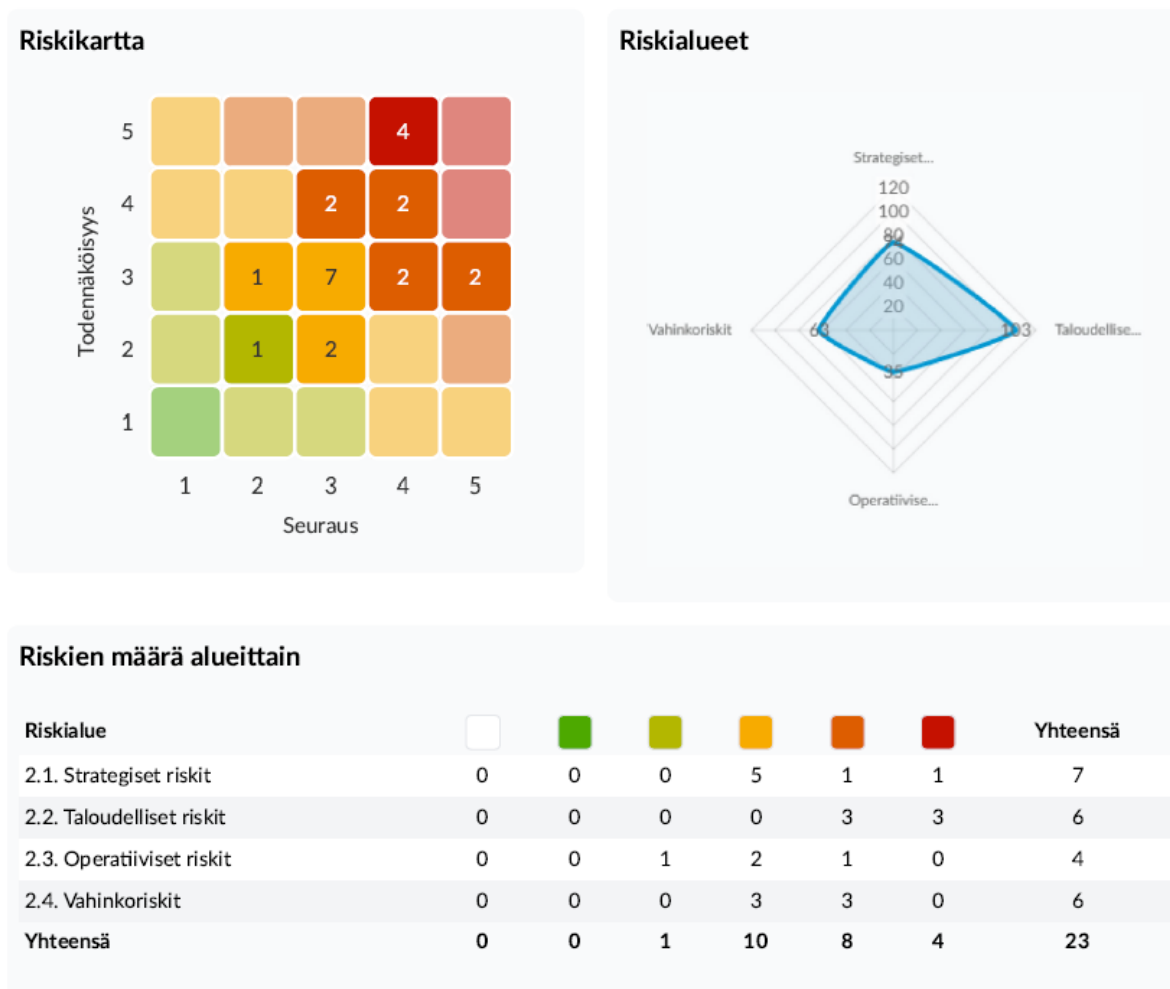 Riskikartta
5 4
4 2 2
Todennäköisyys
3 1 7 2 2
2 1 2
1
1 2 3 4 5
Seuraus
Riskialueet
Strategiset...
120
100
80
60
40
20
Vahinkoriskit
63
103
Taloudellise...
35
Operatiivise...
Riskien määrä alueittain
Riskialue Yhteensä
2.1. Strategiset riskit 0 0 0 5 1 1 7
2.2. Taloudelliset riskit 0 0 0 0 3 3 6
2.3. Operatiiviset riskit 0 0 1 2 1 0 4
2.4. Vahinkoriskit 0 0 0 3 3 0 6
Yhteensä 0 0 1 10 8 4 23